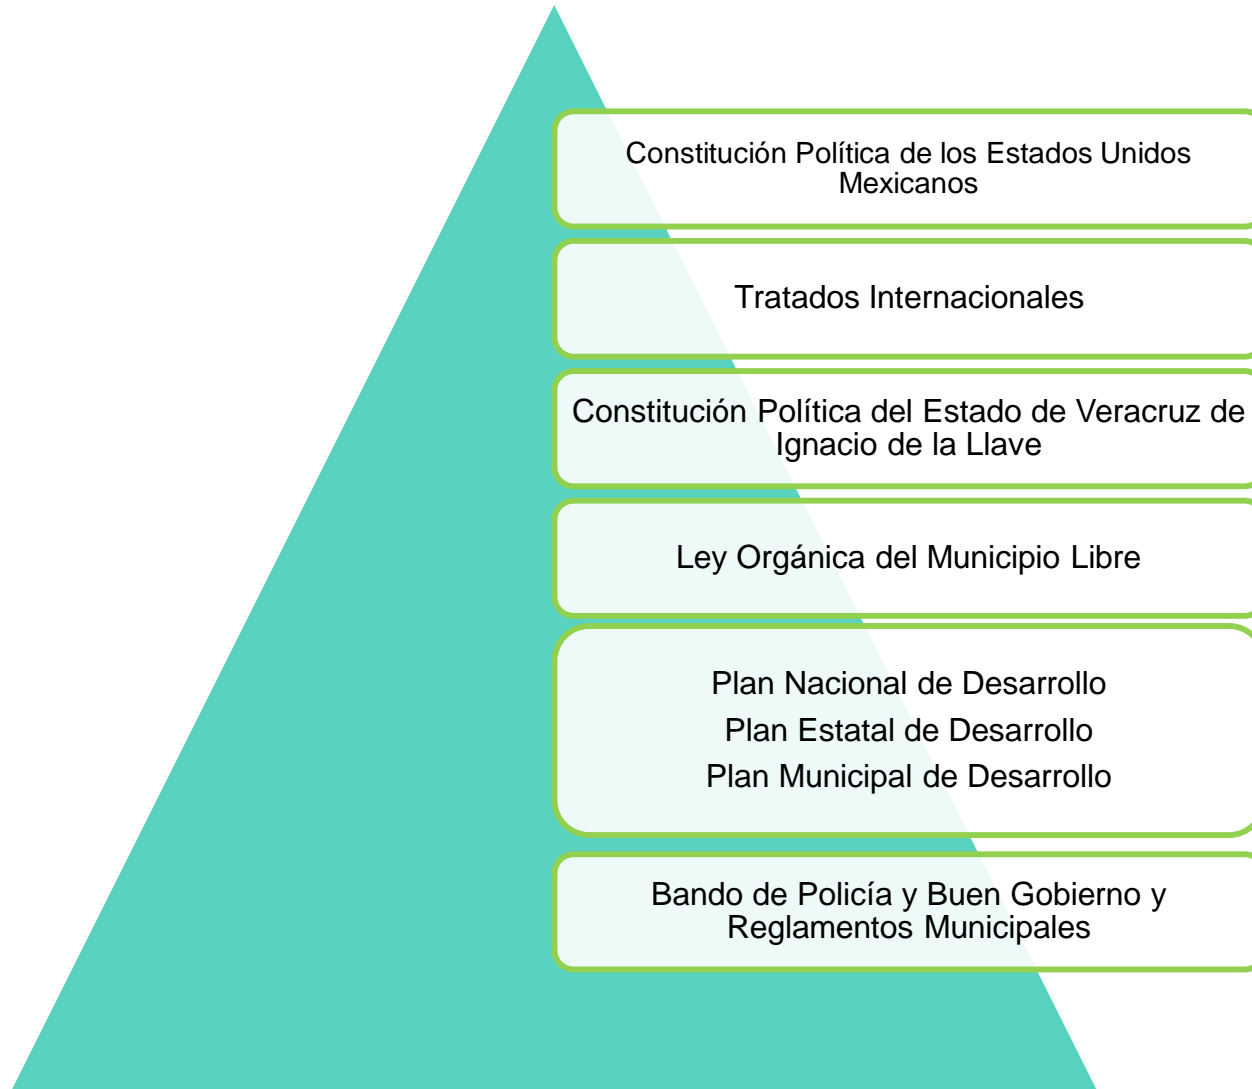 Constitución Política de los Estados Unidos
Mexicanos
Tratados Internacionales
Constitución Política del Estado de Veracruz de
Ignacio de la Llave
Ley Orgánica del Municipio Libre
Plan Nacional de Desarrollo
Plan Estatal de Desarrollo
Plan Municipal de Desarrollo
Bando de Policía y Buen Gobierno y
Reglamentos Municipales